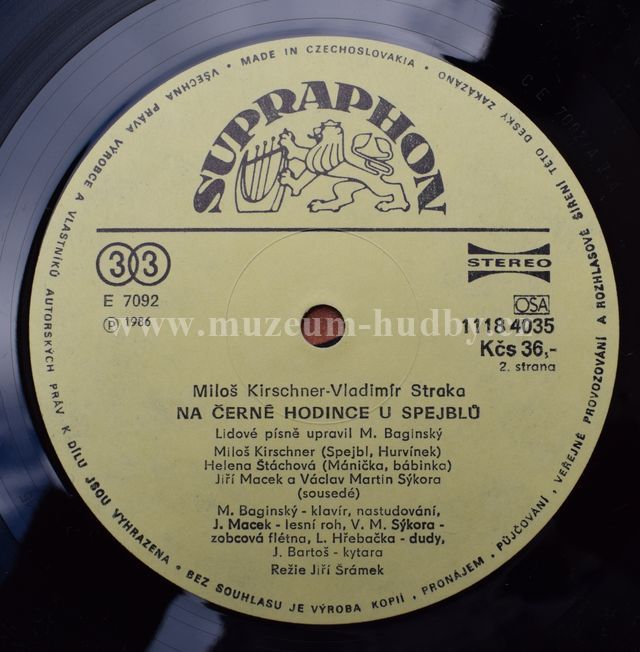 VŠECHNA PRÁVA VÝROBCE A VLASTNÍKŮ AUTORSKÝCH PRÁV K DÍLU JSOU VYHRAZENA • BEZ SOUHLASU JE VÝROBA KOPIÍ, PRONÁJEM, PŮJČOVÁNÍ, VEŘEJNÉ PROVOZOVÁNÍ A ROZHLASOVÉ ŠÍŘENÍ TÉTO DESKY ZAKÁZÁNO • MADE IN CZECHOSLOVAKIA •
SUPRAPHON
33
STEREO
E 7092
OSA
℗ 1986
1118 4035
www.muzeum-hudby.cz
Kčs 36,-
2. strana
Miloš Kirschner-Vladimír Straka
NA ČERNÉ HODINCE U SPEJBLŮ
Lidové písně upravil M. Baginský
Miloš Kirschner (Spejbl, Hurvínek)
Helena Štáchová (Mánička, bábinka)
Jiří Macek a Václav Martin Sýkora
(sousedé)
M. Baginský - klavír, nastudování,
J. Macek - lesní roh, V. M. Sýkora -
zobcová flétna, L. Hřebačka - dudy,
J. Bartoš - kytara
Režie Jiří Šrámek